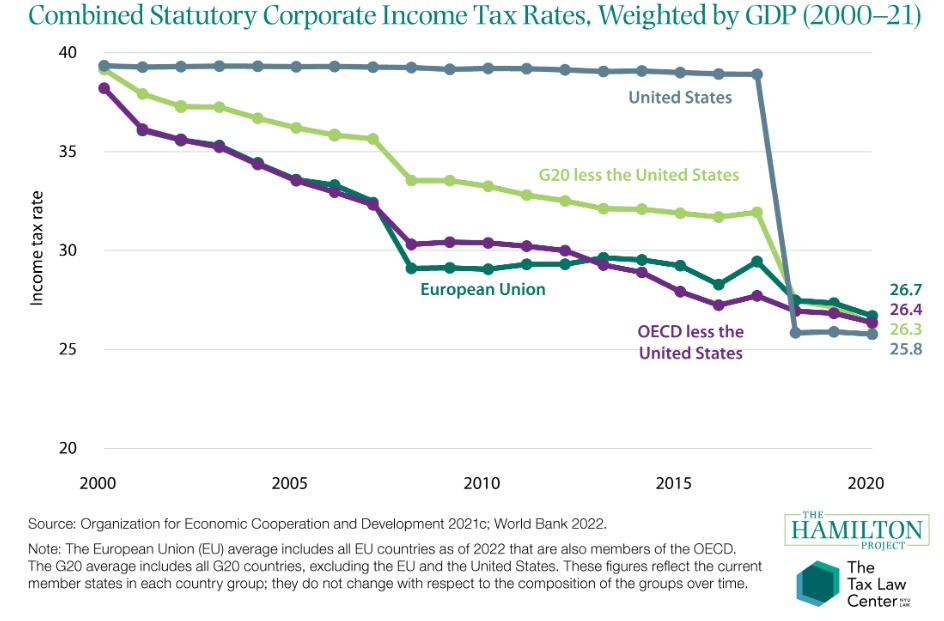 Combined Statutory Corporate Income Tax Rates, Weighted by GDP (2000–21)
40
35
30
25
20
Income tax rate
United States
G20 less the United States
European Union
OECD less the
United States
26.7
26.4
26.3
25.8
2000
2005
2010
2015
2020
Source: Organization for Economic Cooperation and Development 2021c; World Bank 2022.
Note: The European Union (EU) average includes all EU countries as of 2022 that are also members of the OECD.
The G20 average includes all G20 countries, excluding the EU and the United States. These figures reflect the current
member states in each country group; they do not change with respect to the composition of the groups over time.
THE
HAMILTON
PROJECT
The
Tax Law
Center NYU LAW